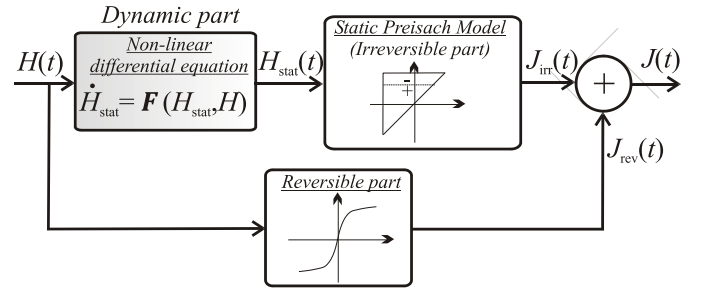 Dynamic part
Non-linear
differential equation
Ḣstat= F (Hstat,H)
H(t)
Hstat(t)
Static Preisach Model
(Irreversible part)
-
+
Jirr(t)
+
J(t)
Jrev(t)
Reversible part